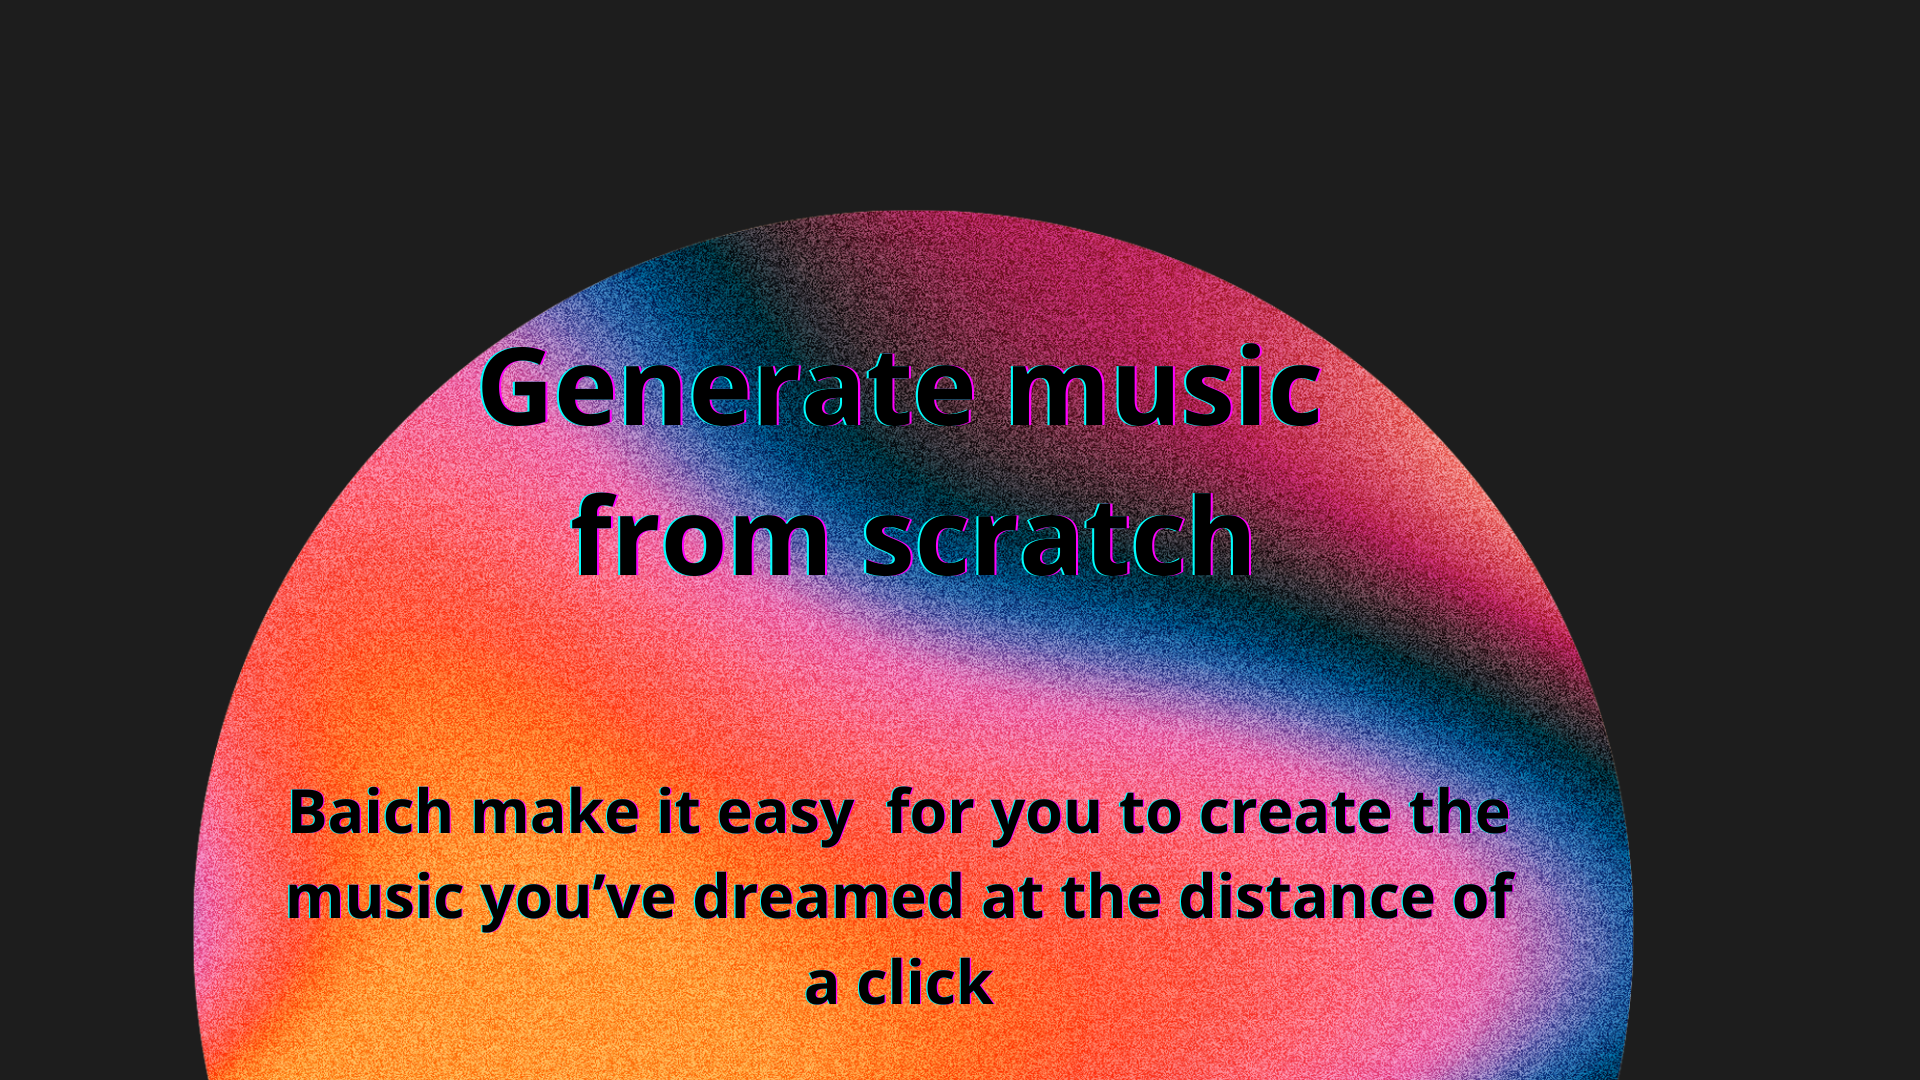 Generate music
from scratch
Baich make it easy  for you to create the
music you’ve dreamed at the distance of
a click